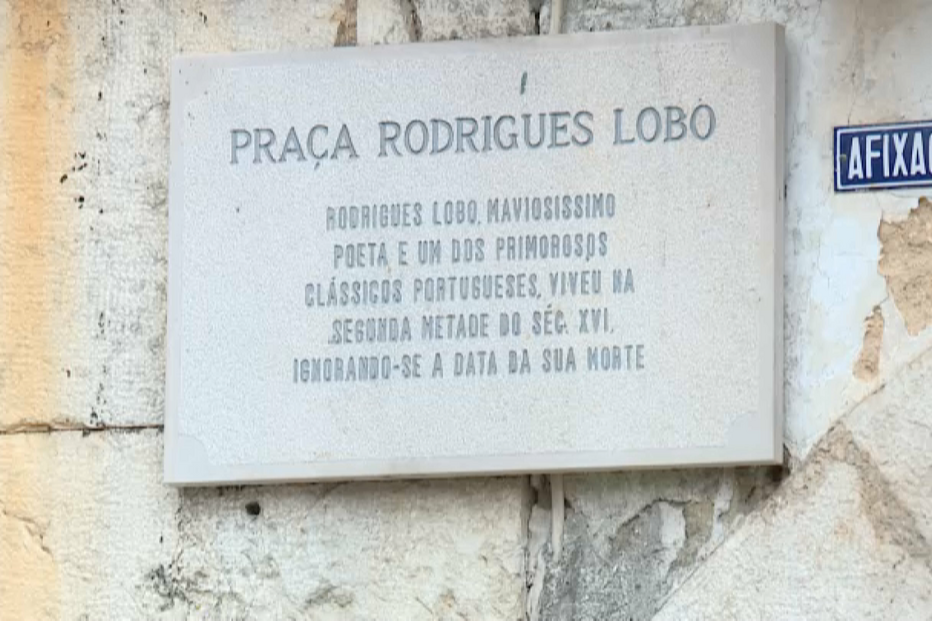 PRAÇA RODRIGUES LOBO
RODRIGUES LOBO, MAVIOSISSIMO
POETA E UM DOS PRIMOROSOS
CLÁSSICOS PORTUGUESES, VIVEU NA
SEGUNDA METADE DO SÉC. XVI,
IGNORANDO-SE A DATA DA SUA MORTE